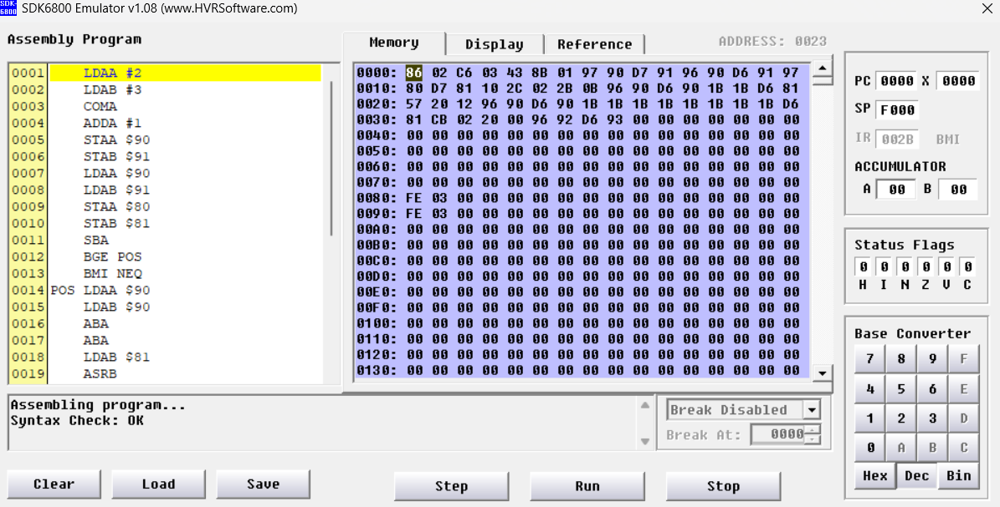 SDK-
6800
SDK6800 Emulator v1.08 (www.HVRSoftware.com)
Assembly Program
0001 LDAA #2
0002 LDAB #3
0003 COMA
0004 ADDA #1
0005 STAA $90
0006 STAB $91
0007 LDAA $90
0008 LDAB $91
0009 STAA $80
0010 STAB $81
0011 SBA
0012 BGE POS
0013 BMI NEQ
0014 POS LDAA $90
0015 LDAB $90
0016 ABA
0017 ABA
0018 LDAB $81
0019 ASRB
Memory Display Reference
ADDRESS: 0023
0000: 86 02 C6 03 43 8B 01 97 90 D7 91 96 90 D6 91 97
0010: 80 D7 81 10 2C 02 2B 0B 96 90 D6 90 1B 1B D6 81
0020: 57 20 12 96 90 D6 90 1B 1B 1B 1B 1B 1B 1B 1B D6
0030: 81 CB 02 20 00 96 92 D6 93 00 00 00 00 00 00 00
0040: 00 00 00 00 00 00 00 00 00 00 00 00 00 00 00 00
0050: 00 00 00 00 00 00 00 00 00 00 00 00 00 00 00 00
0060: 00 00 00 00 00 00 00 00 00 00 00 00 00 00 00 00
0070: 00 00 00 00 00 00 00 00 00 00 00 00 00 00 00 00
0080: FE 03 00 00 00 00 00 00 00 00 00 00 00 00 00 00
0090: FE 03 00 00 00 00 00 00 00 00 00 00 00 00 00 00
00A0: 00 00 00 00 00 00 00 00 00 00 00 00 00 00 00 00
00B0: 00 00 00 00 00 00 00 00 00 00 00 00 00 00 00 00
00C0: 00 00 00 00 00 00 00 00 00 00 00 00 00 00 00 00
00D0: 00 00 00 00 00 00 00 00 00 00 00 00 00 00 00 00
00E0: 00 00 00 00 00 00 00 00 00 00 00 00 00 00 00 00
00F0: 00 00 00 00 00 00 00 00 00 00 00 00 00 00 00 00
0100: 00 00 00 00 00 00 00 00 00 00 00 00 00 00 00 00
0110: 00 00 00 00 00 00 00 00 00 00 00 00 00 00 00 00
0120: 00 00 00 00 00 00 00 00 00 00 00 00 00 00 00 00
0130: 00 00 00 00 00 00 00 00 00 00 00 00 00 00 00 00
PC 0000 X 0000
SP F000
IR 002B BMI
ACCUMULATOR
A 00 B 00
Status Flags
0 0 0 0 0 0
H I N Z V C
Base Converter
7 8 9 F
4 5 6 E
1 2 3 D
0 A B C
Hex Dec Bin
Assembling program...
Syntax Check: OK
Break Disabled
Break At: 0000
Clear Load Save Step Run Stop